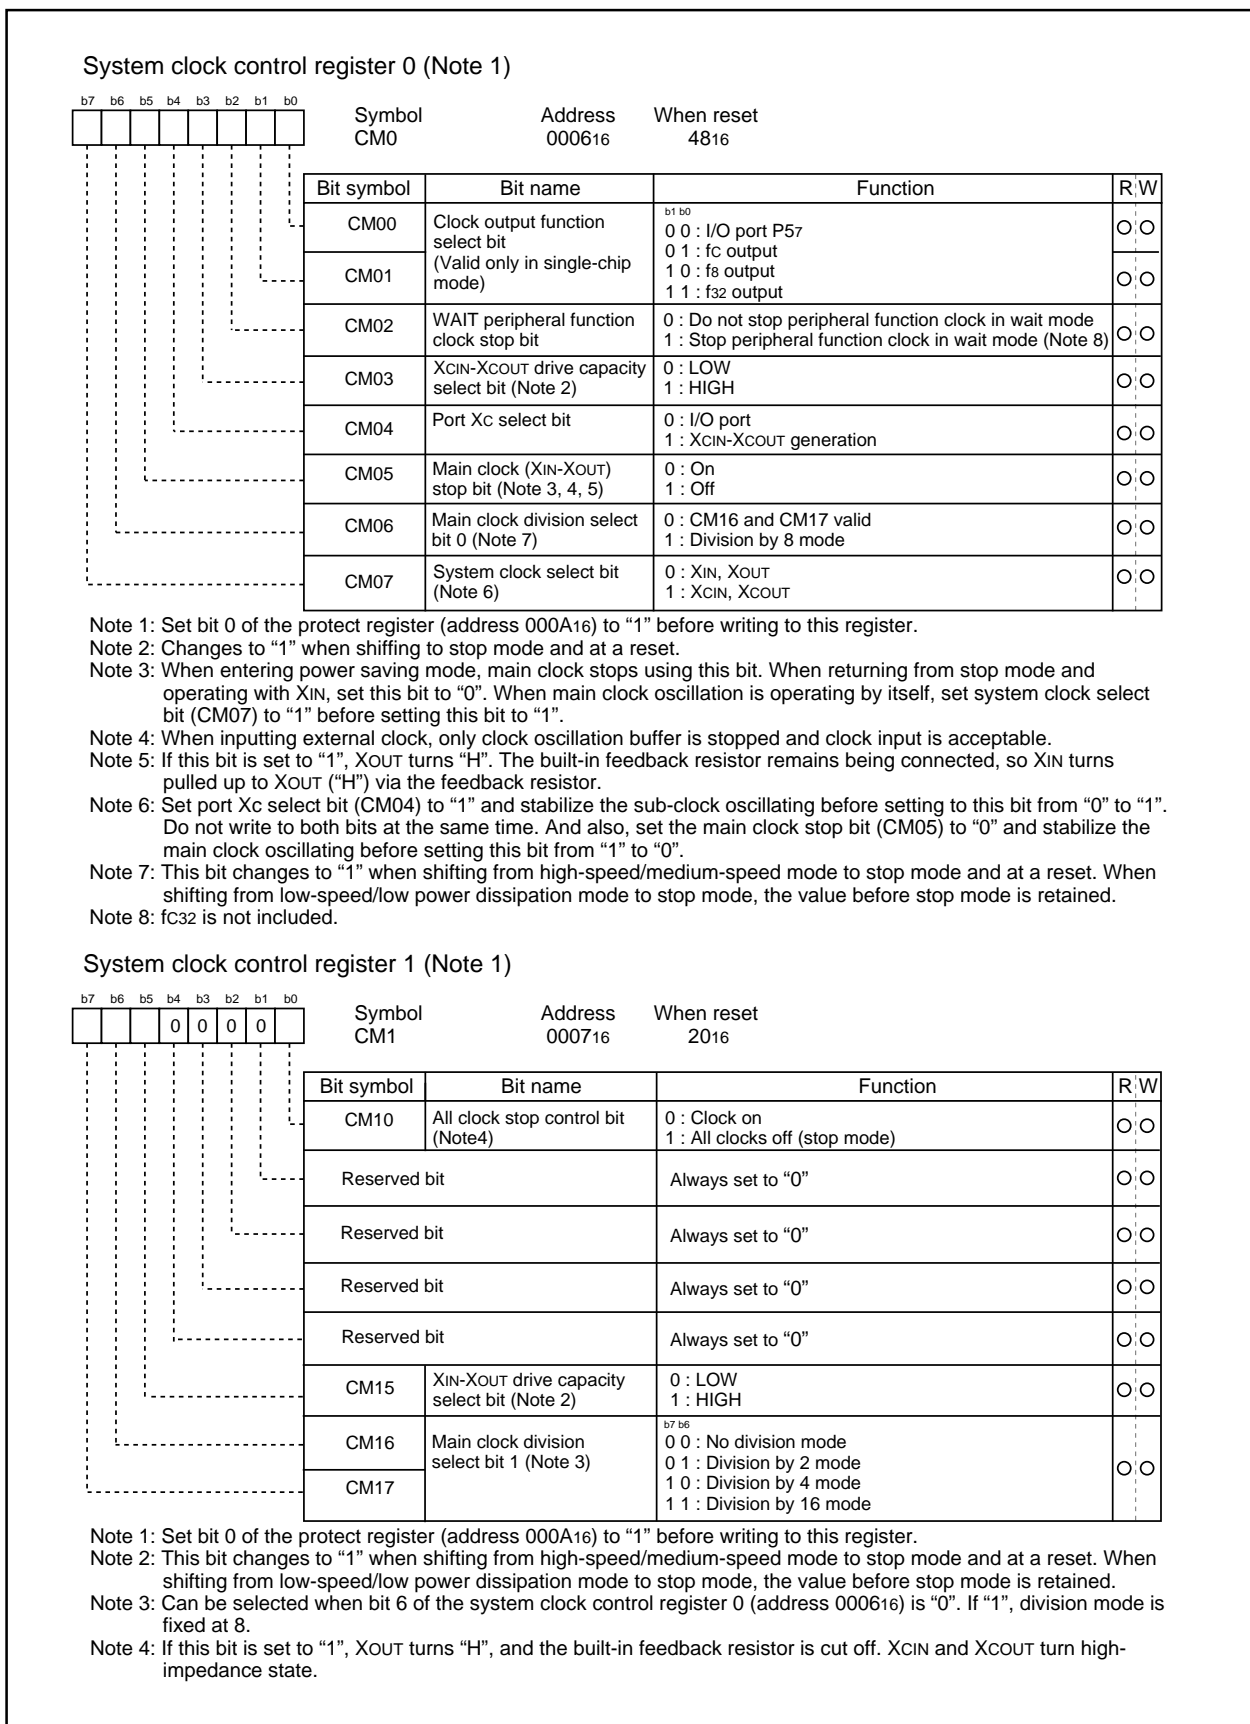 System clock control register 0 (Note 1)
b7 b6 b5 b4 b3 b2 b1 b0
Symbol Address When reset
CM0 000616 4816
Bit symbol Bit name Function R W
CM00 Clock output function select bit (Valid only in single-chip mode)
b1 b0
0 0 : I/O port P57
0 1 : fC output
1 0 : f8 output
1 1 : f32 output
CM01
CM02 WAIT peripheral function clock stop bit
0 : Do not stop peripheral function clock in wait mode
1 : Stop peripheral function clock in wait mode (Note 8)
CM03 XCIN-XCOUT drive capacity select bit (Note 2)
0 : LOW
1 : HIGH
CM04 Port XC select bit
0 : I/O port
1 : XCIN-XCOUT generation
CM05 Main clock (XIN-XOUT) stop bit (Note 3, 4, 5)
0 : On
1 : Off
CM06 Main clock division select bit 0 (Note 7)
0 : CM16 and CM17 valid
1 : Division by 8 mode
CM07 System clock select bit (Note 6)
0 : XIN, XOUT
1 : XCIN, XCOUT
Note 1: Set bit 0 of the protect register (address 000A16) to “1” before writing to this register.
Note 2: Changes to “1” when shiffing to stop mode and at a reset.
Note 3: When entering power saving mode, main clock stops using this bit. When returning from stop mode and
operating with XIN, set this bit to “0”. When main clock oscillation is operating by itself, set system clock select
bit (CM07) to “1” before setting this bit to “1”.
Note 4: When inputting external clock, only clock oscillation buffer is stopped and clock input is acceptable.
Note 5: If this bit is set to “1”, XOUT turns “H”. The built-in feedback resistor remains being connected, so XIN turns
pulled up to XOUT (“H”) via the feedback resistor.
Note 6: Set port Xc select bit (CM04) to “1” and stabilize the sub-clock oscillating before setting to this bit from “0” to “1”.
Do not write to both bits at the same time. And also, set the main clock stop bit (CM05) to “0” and stabilize the
main clock oscillating before setting this bit from “1” to “0”.
Note 7: This bit changes to “1” when shifting from high-speed/medium-speed mode to stop mode and at a reset. When
shifting from low-speed/low power dissipation mode to stop mode, the value before stop mode is retained.
Note 8: fC32 is not included.
System clock control register 1 (Note 1)
b7 b6 b5 b4 b3 b2 b1 b0
0 0 0 0
Symbol Address When reset
CM1 000716 2016
Bit symbol Bit name Function R W
CM10 All clock stop control bit (Note4)
0 : Clock on
1 : All clocks off (stop mode)
Reserved bit Always set to “0”
Reserved bit Always set to “0”
Reserved bit Always set to “0”
Reserved bit Always set to “0”
CM15 XIN-XOUT drive capacity select bit (Note 2)
0 : LOW
1 : HIGH
CM16 Main clock division select bit 1 (Note 3)
b7 b6
0 0 : No division mode
0 1 : Division by 2 mode
1 0 : Division by 4 mode
1 1 : Division by 16 mode
CM17
Note 1: Set bit 0 of the protect register (address 000A16) to “1” before writing to this register.
Note 2: This bit changes to “1” when shifting from high-speed/medium-speed mode to stop mode and at a reset. When
shifting from low-speed/low power dissipation mode to stop mode, the value before stop mode is retained.
Note 3: Can be selected when bit 6 of the system clock control register 0 (address 000616) is “0”. If “1”, division mode is
fixed at 8.
Note 4: If this bit is set to “1”, XOUT turns “H”, and the built-in feedback resistor is cut off. XCIN and XCOUT turn high-
impedance state.